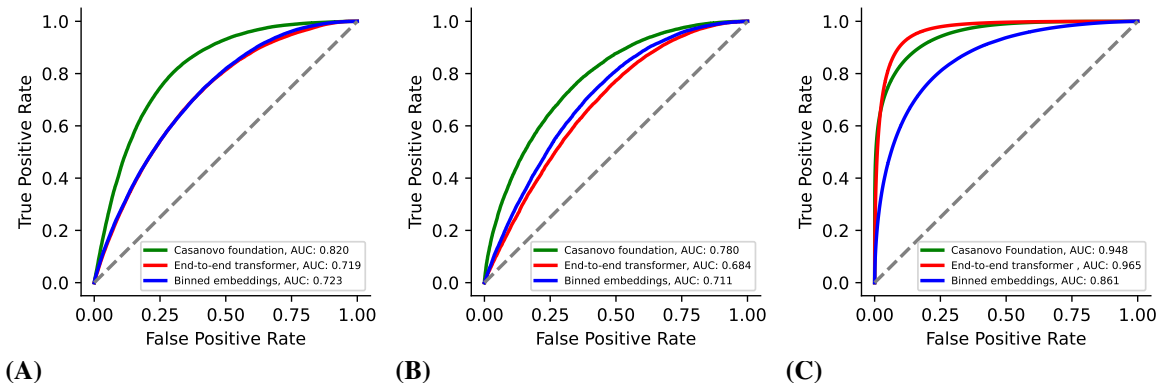 1.0
0.8
0.6
0.4
0.2
0.0
True Positive Rate
0.00 0.25 0.50 0.75 1.00
False Positive Rate
Casanovo foundation, AUC: 0.820
End-to-end transformer, AUC: 0.719
Binned embeddings, AUC: 0.723
(A)
1.0
0.8
0.6
0.4
0.2
0.0
True Positive Rate
0.00 0.25 0.50 0.75 1.00
False Positive Rate
Casanovo foundation, AUC: 0.780
End-to-end transformer, AUC: 0.684
Binned embeddings, AUC: 0.711
(B)
1.0
0.8
0.6
0.4
0.2
0.0
True Positive Rate
0.00 0.25 0.50 0.75 1.00
False Positive Rate
Casanovo Foundation, AUC: 0.948
End-to-end transformer , AUC: 0.965
Binned embeddings, AUC: 0.861
(C)